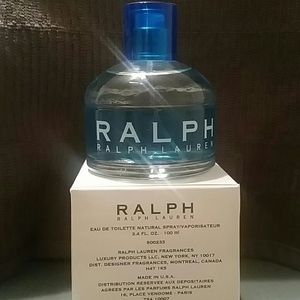 RALPH
RALPH LAUREN
RALPH
RALPH LAUREN
EAU DE TOILETTE NATURAL SPRAY/VAPORISATEUR
3.4 FL. OZ. 100 ml
RALPH LAUREN FRAGRANCES
LUXURY PRODUCTS LLC, NEW YORK, NY 10017
DIST. DESIGNER FRAGRANCES, MONTREAL, CANADA
H4T 1K5
MADE IN U.S.A.
DISTRIBUTION RESERVEE AUX DEPOSITAIRES
AGREES PAR LES PARFUMS RALPH LAUREN
PLACE VENDOME - PARIS